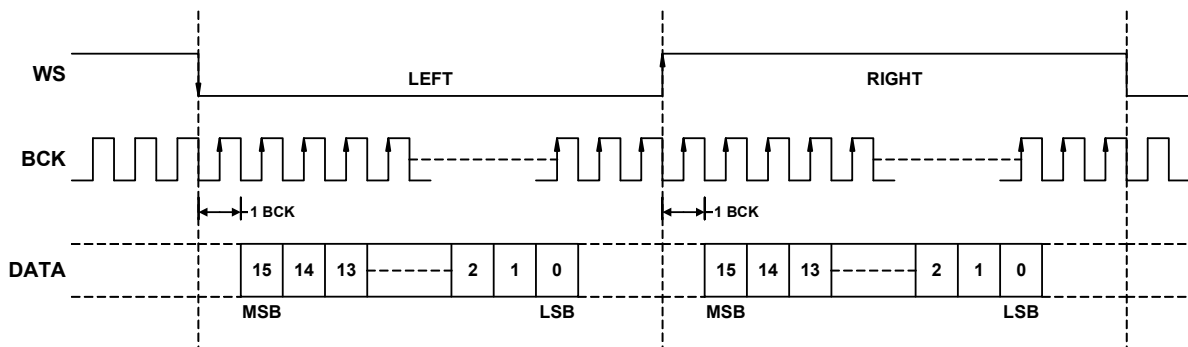 WS
LEFT
RIGHT
BCK
1 BCK
1 BCK
DATA
15 14 13 2 1 0
15 14 13 2 1 0
MSB
LSB
MSB
LSB